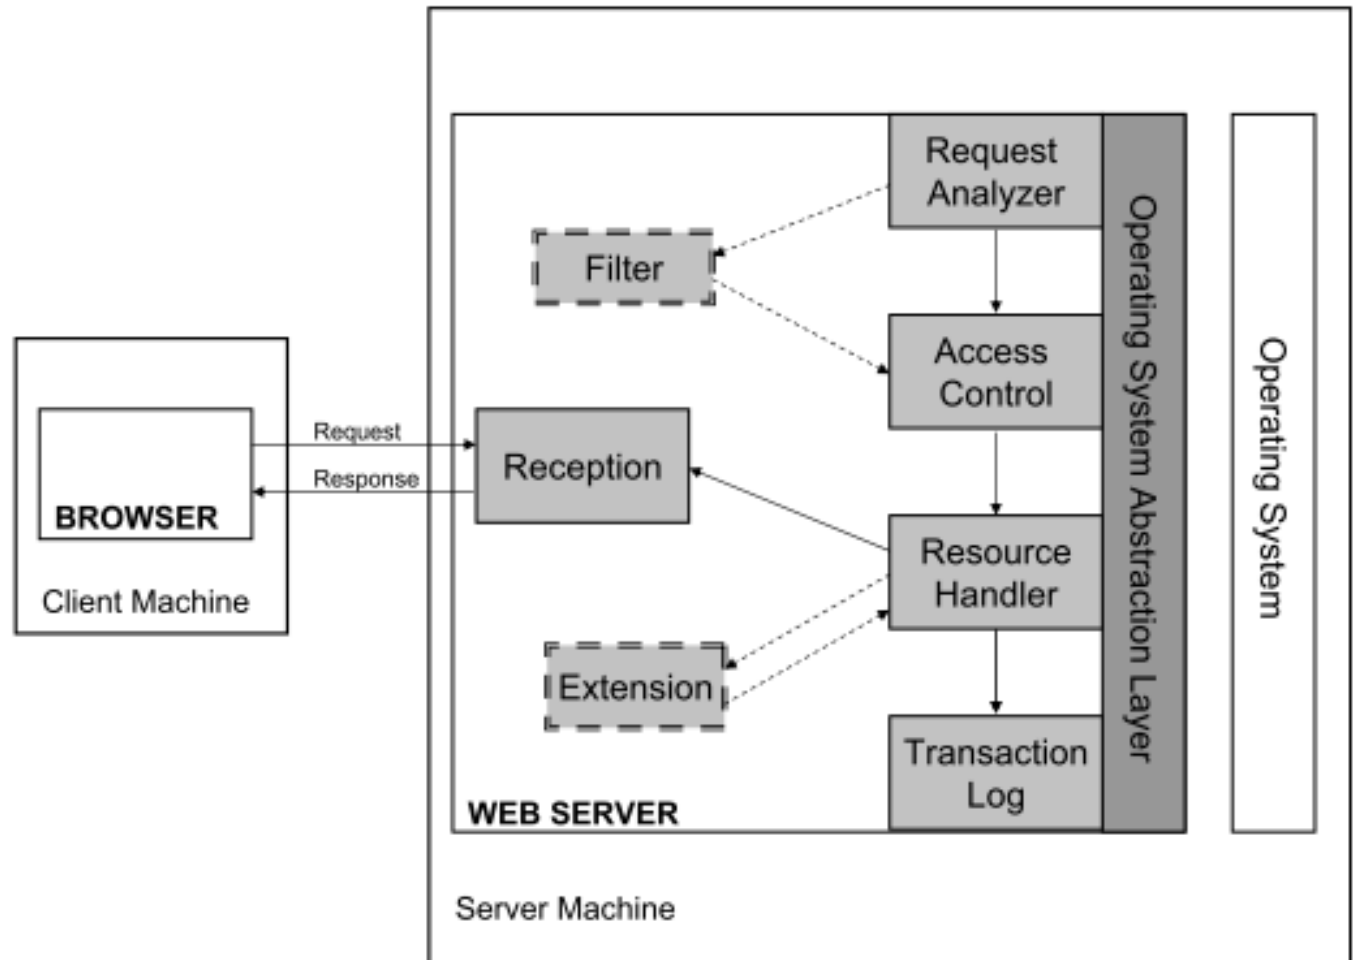 Request
Analyzer
Filter
Access
Control
Request
Response
Reception
BROWSER
Client Machine
Resource
Handler
Extension
Transaction
Log
WEB SERVER
Server Machine
Operating System Abstraction Layer
Operating System